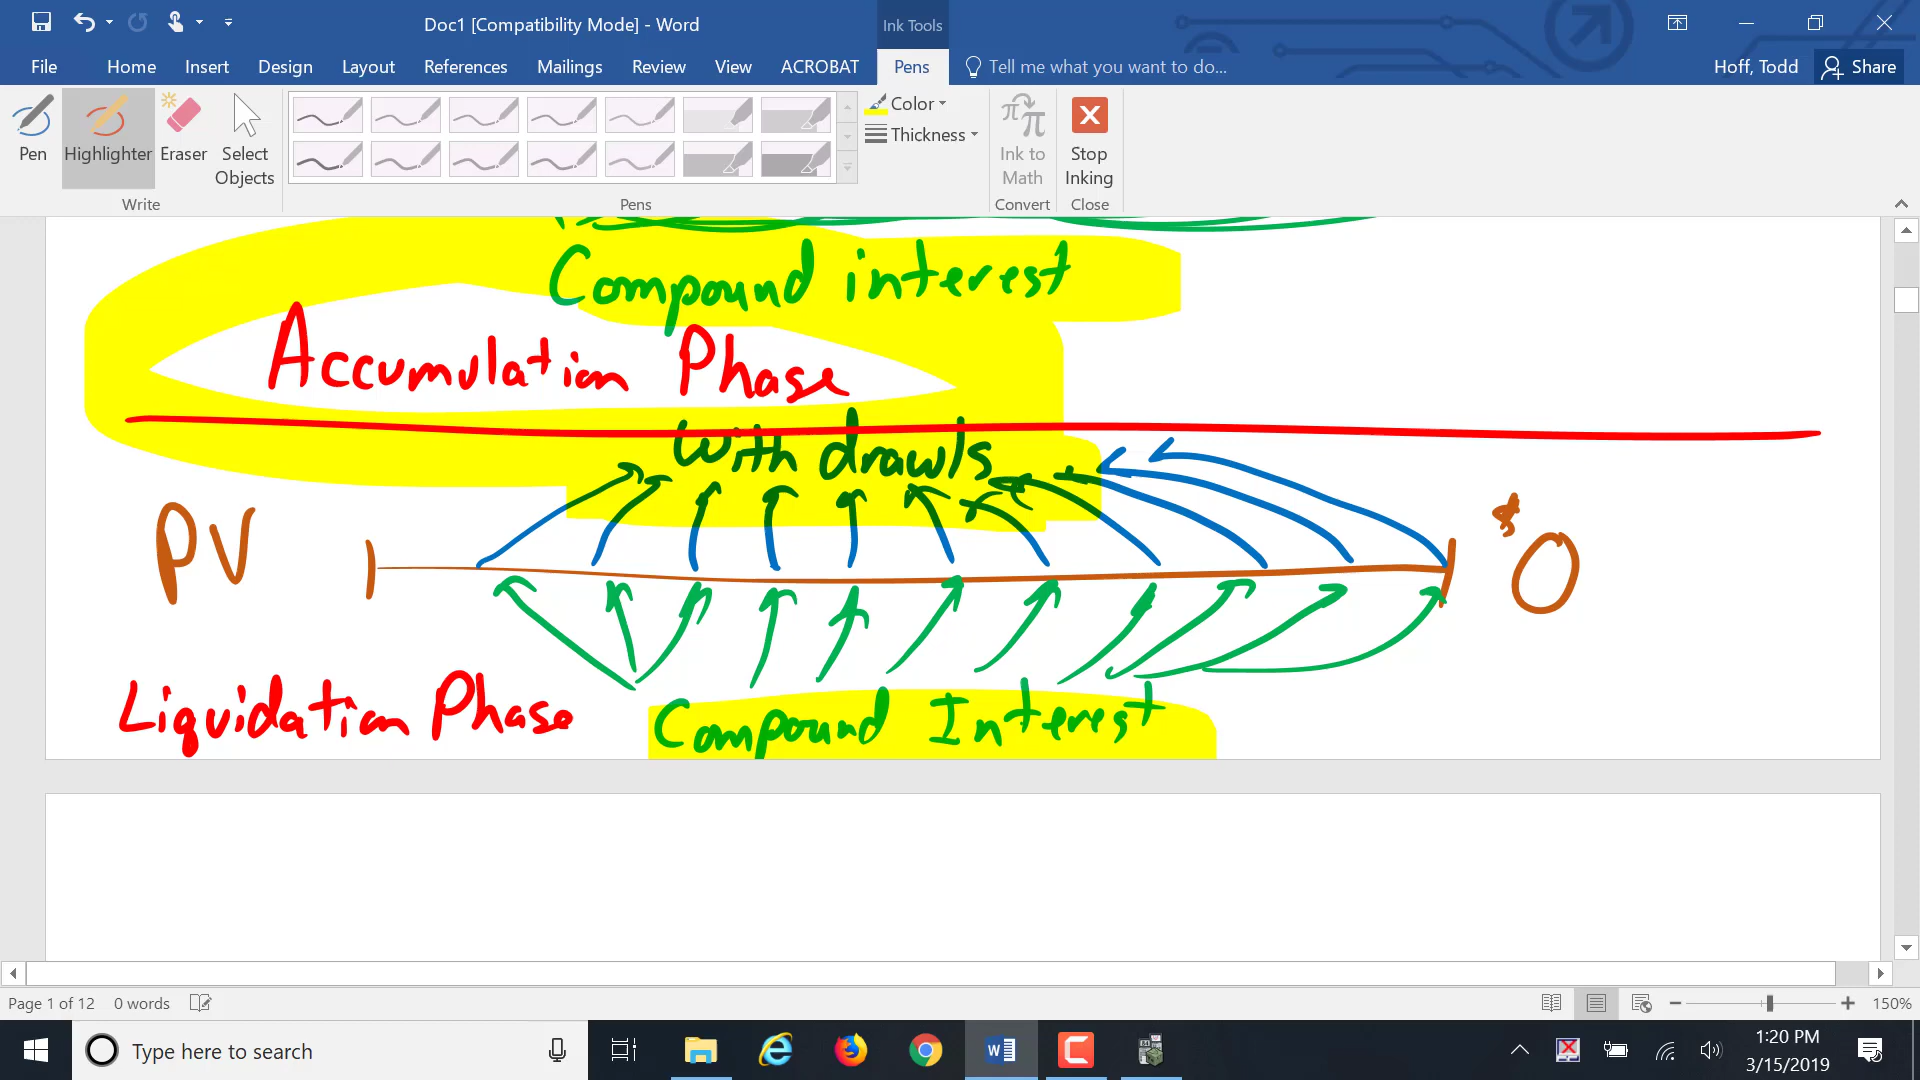 Doc1 [Compatibility Mode] - Word
Ink Tools
File Home Insert Design Layout References Mailings Review View ACROBAT Pens Tell me what you want to do... Hoff, Todd Share
Pen Highlighter Eraser Select Objects
Color
Thickness
Ink to Math
Stop Inking
Write Pens Convert Close
Compound interest
Accumulation Phase
With drawls
PV
$0
Liquidation Phase
Compound Interest
Page 1 of 12 0 words 150%
Type here to search
1:20 PM
3/15/2019